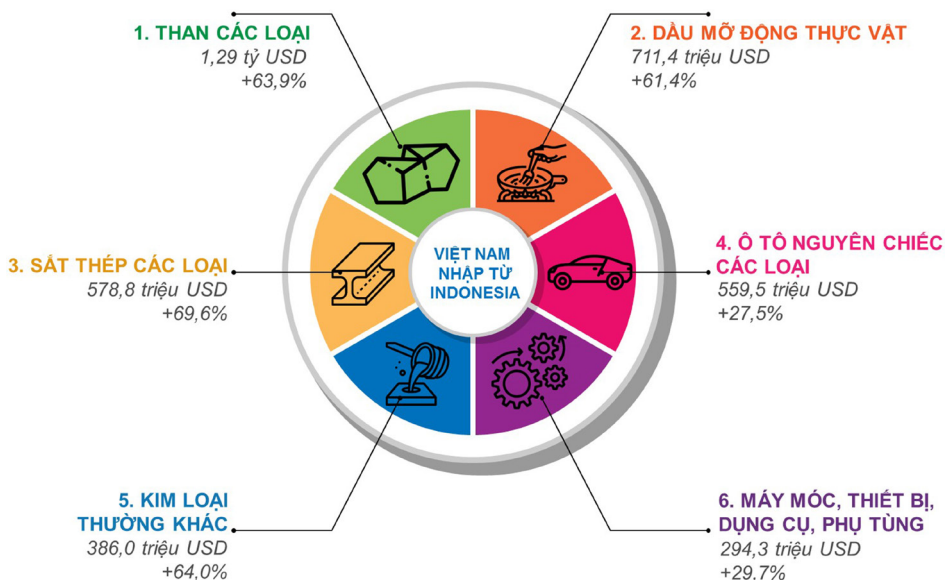 1. THAN CÁC LOẠI
1,29 tỷ USD
+63,9%
2. DẦU MỠ ĐỘNG THỰC VẬT
711,4 triệu USD
+61,4%
3. SẮT THÉP CÁC LOẠI
578,8 triệu USD
+69,6%
VIỆT NAM
NHẬP TỪ
INDONESIA
4. Ô TÔ NGUYÊN CHIẾC
CÁC LOẠI
559,5 triệu USD
+27,5%
5. KIM LOẠI
THƯỜNG KHÁC
386,0 triệu USD
+64,0%
6. MÁY MÓC, THIẾT BỊ,
DỤNG CỤ, PHỤ TÙNG
294,3 triệu USD
+29,7%